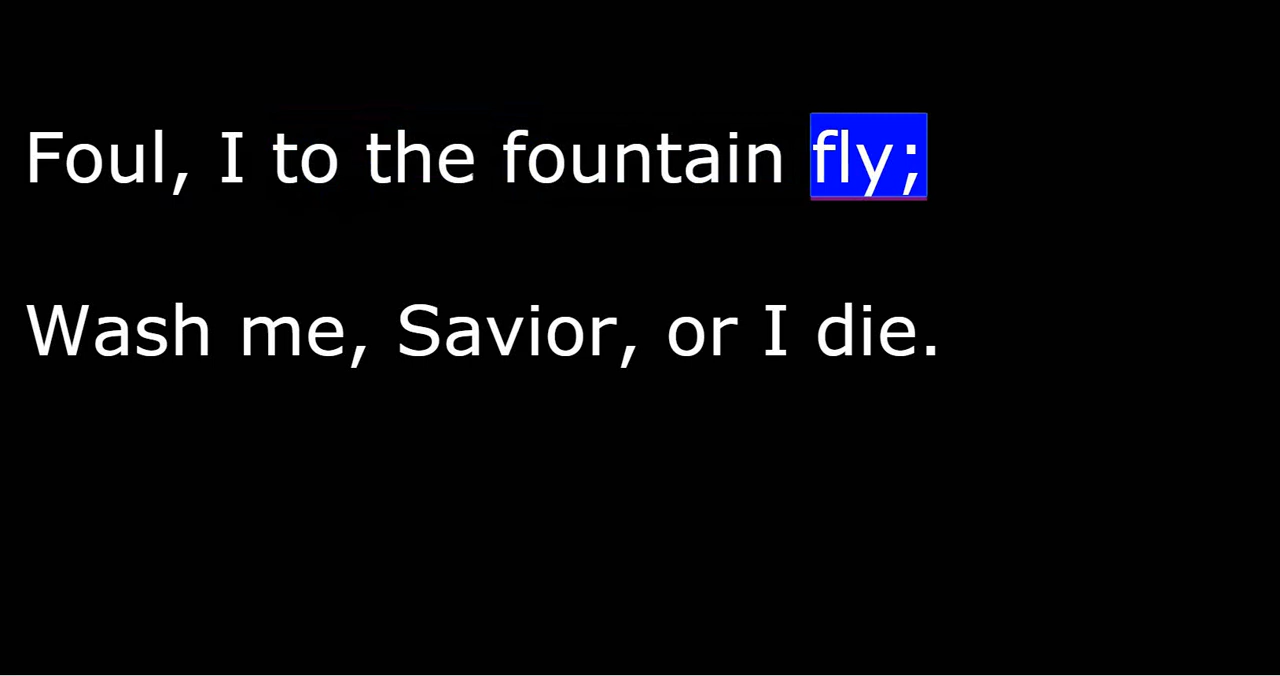 Foul, I to the fountain fly;
Wash me, Savior, or I die.